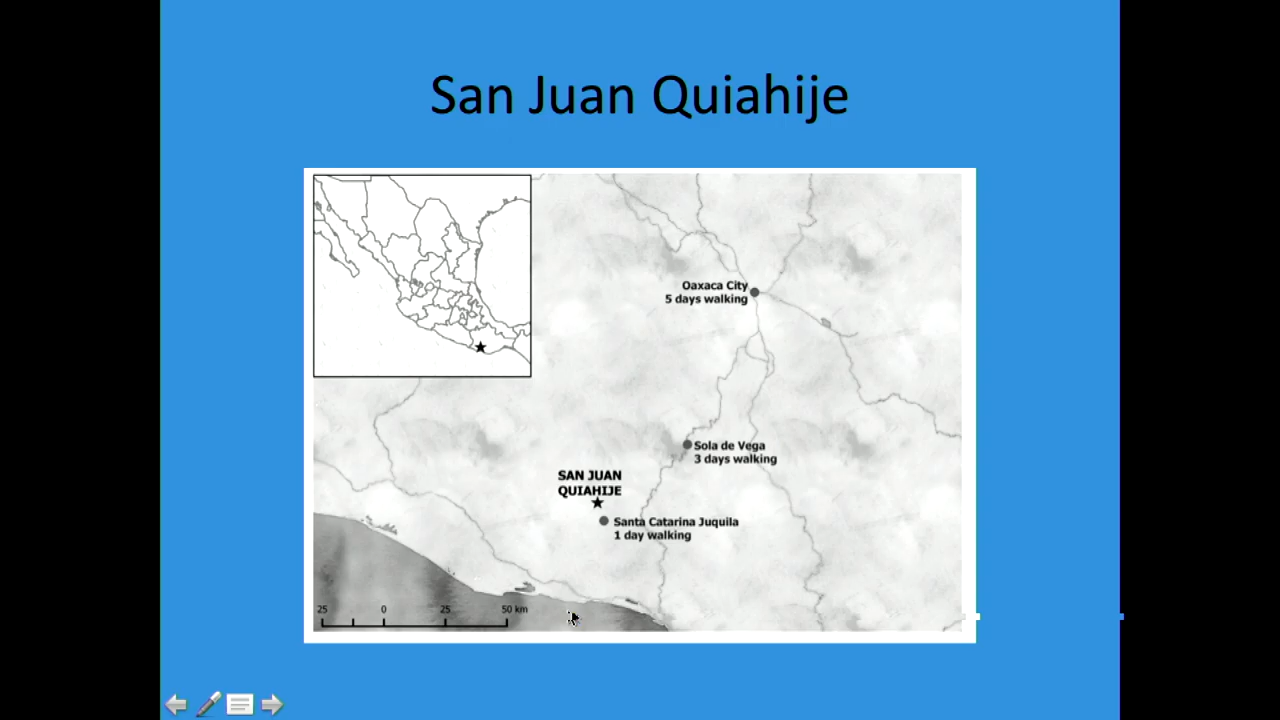 San Juan Quiahije
Oaxaca City
5 days walking
Sola de Vega
3 days walking
SAN JUAN
QUIAHIJE
Santa Catarina Juquila
1 day walking
25 0 25 50 km